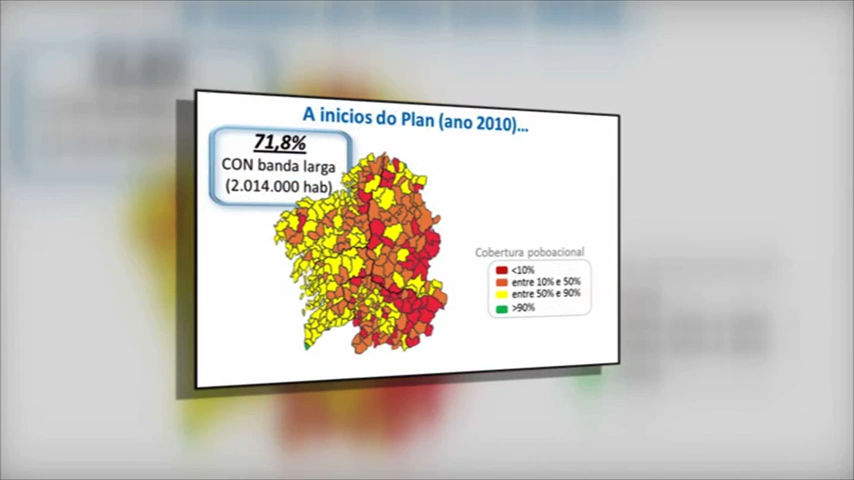 A inicios do Plan (ano 2010)...
71,8%
CON banda larga
(2.014.000 hab)
Cobertura poboacional
<10%
entre 10% e 50%
entre 50% e 90%
>90%